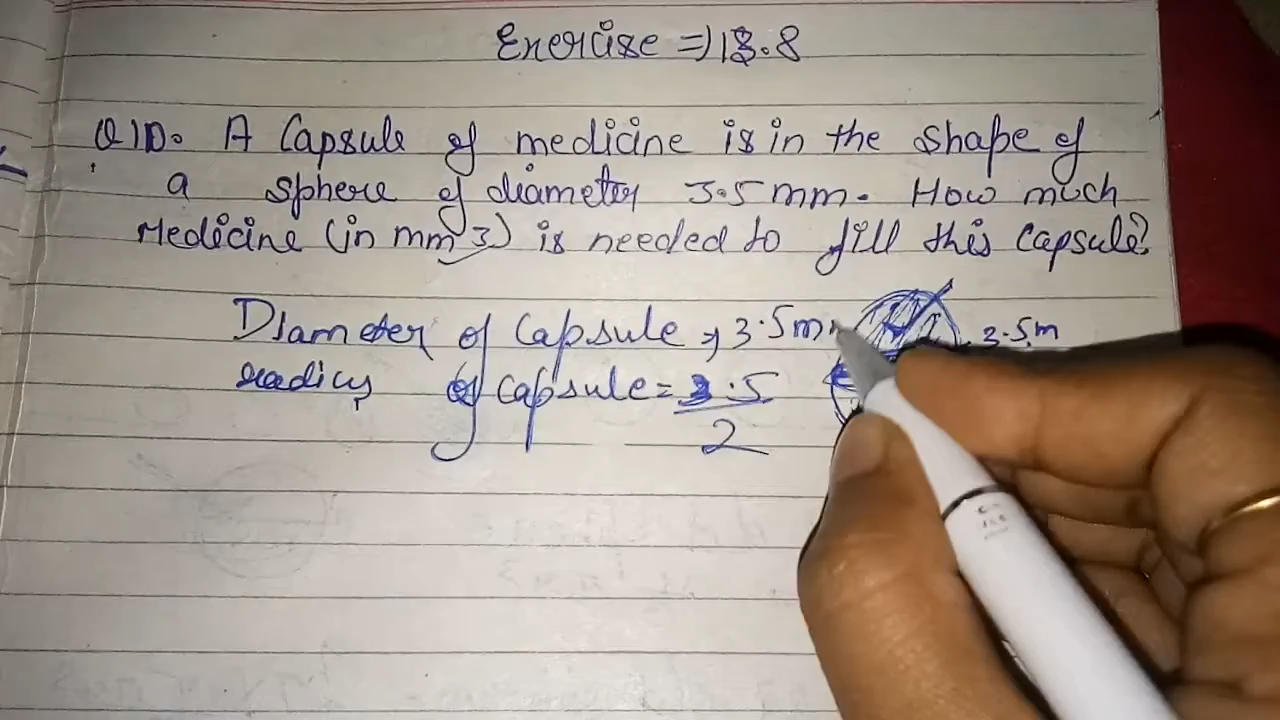 Exercise => 13.8
Q10. A Capsule of medicine is in the shape of
a sphere of diameter 3.5 mm. How much
Medicine (in mm3) is needed to fill this capsule?
Diameter of Capsule => 3.5m
3.5m
radius of capsule = 3.5
2